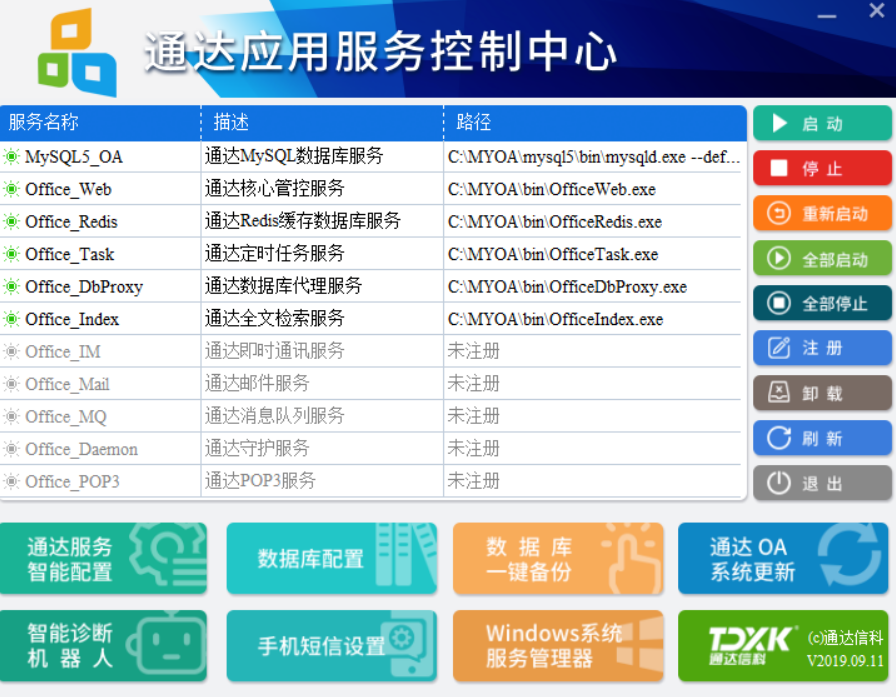 通达应用服务控制中心
服务名称 描述 路径
MySQL5_OA 通达MySQL数据库服务 C:\MYOA\mysql5\bin\mysqld.exe --def...
Office_Web 通达核心管控服务 C:\MYOA\bin\OfficeWeb.exe
Office_Redis 通达Redis缓存数据库服务 C:\MYOA\bin\OfficeRedis.exe
Office_Task 通达定时任务服务 C:\MYOA\bin\OfficeTask.exe
Office_DbProxy 通达数据库代理服务 C:\MYOA\bin\OfficeDbProxy.exe
Office_Index 通达全文检索服务 C:\MYOA\bin\OfficeIndex.exe
Office_IM 通达即时通讯服务 未注册
Office_Mail 通达邮件服务 未注册
Office_MQ 通达消息队列服务 未注册
Office_Daemon 通达守护服务 未注册
Office_POP3 通达POP3服务 未注册
启动
停止
重新启动
全部启动
全部停止
注册
卸载
刷新
退出
通达服务
智能配置
数据库配置
数据库
一键备份
通达 OA
系统更新
智能诊断
机器人
手机短信设置
Windows系统
服务管理器
TDXK
通达信科
(c)通达信科
V2019.09.11